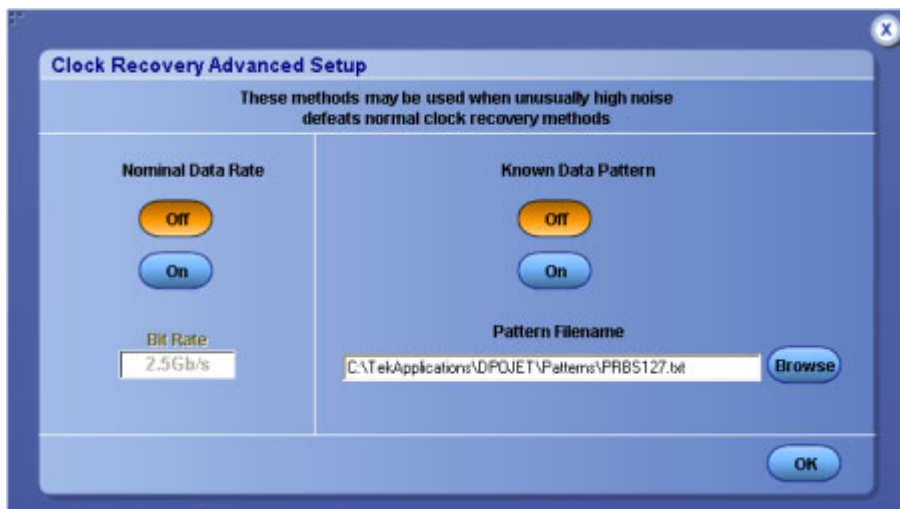 X
Clock Recovery Advanced Setup
These methods may be used when unusually high noise
defeats normal clock recovery methods
Nominal Data Rate
Off
On
Bit Rate
2.5Gb/s
Known Data Pattern
Off
On
Pattern Filename
C:\TekApplications\DPOJET\Patterns\PRBS127.txt
Browse
OK